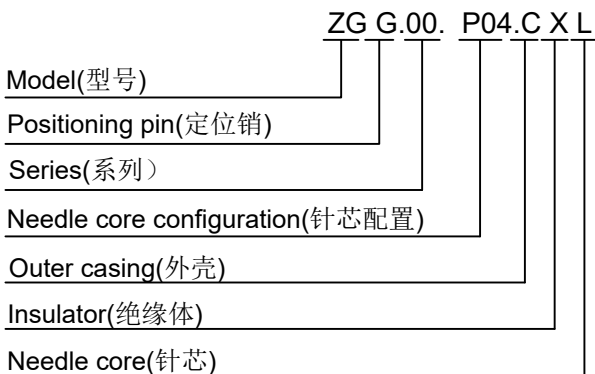 ZG G.00. P04.C X L
Model(型号)
Positioning pin(定位销)
Series(系列）
Needle core configuration(针芯配置)
Outer casing(外壳)
Insulator(绝缘体)
Needle core(针芯)